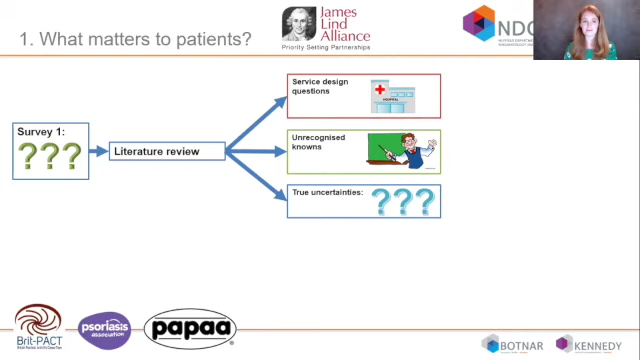 1. What matters to patients?
James
Lind
Alliance
Priority Setting Partnerships
NDO
Survey 1:
???
Literature review
Service design
questions
HOSPITAL
Unrecognised
knowns
True uncertainties:
???
Brit-PACT
psoriasis
association
papaa
BOTNAR
KENNEDY